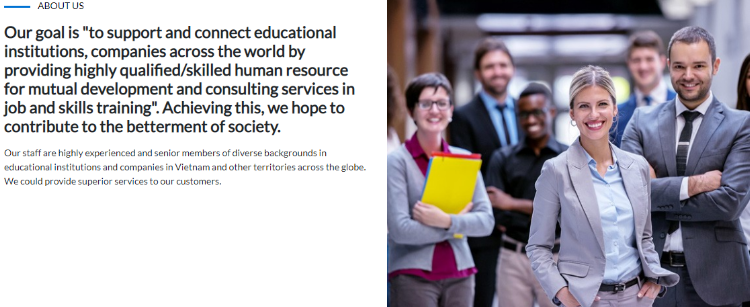 ABOUT US
Our goal is "to support and connect educational
institutions, companies across the world by
providing highly qualified/skilled human resource
for mutual development and consulting services in
job and skills training". Achieving this, we hope to
contribute to the betterment of society.
Our staff are highly experienced and senior members of diverse backgrounds in
educational institutions and companies in Vietnam and other territories across the globe.
We could provide superior services to our customers.